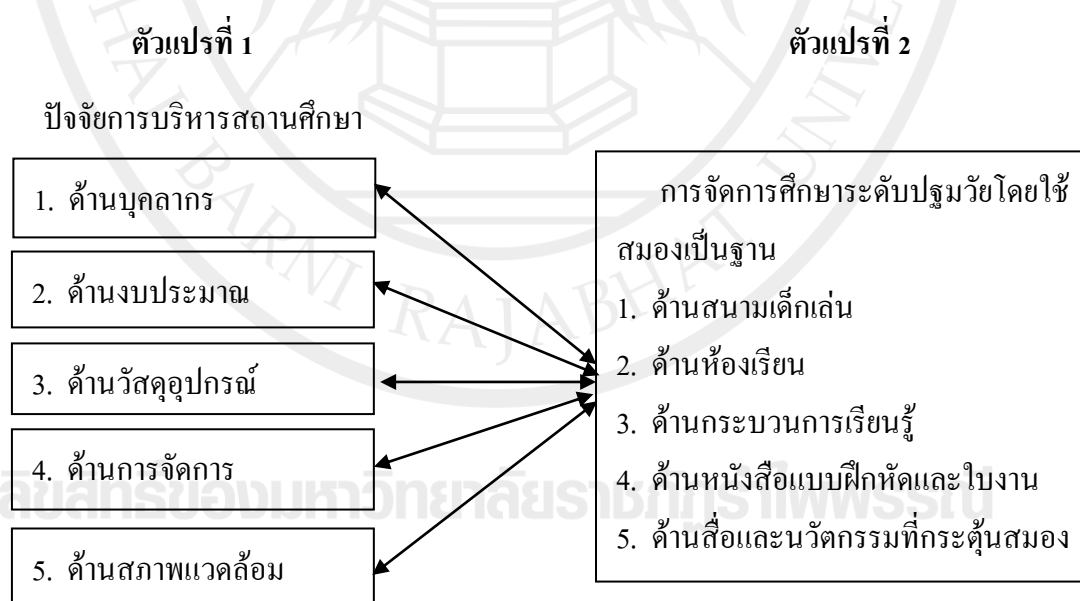 ตัวแปรที่ 1
ตัวแปรที่ 2
ปัจจัยการบริหารสถานศึกษา
1. ด้านบุคลากร
2. ด้านงบประมาณ
3. ด้านวัสดุอุปกรณ์
4. ด้านการจัดการ
5. ด้านสภาพแวดล้อม
การจัดการศึกษาระดับปฐมวัยโดยใช้
สมองเป็นฐาน
1. ด้านสนามเด็กเล่น
2. ด้านห้องเรียน
3. ด้านกระบวนการเรียนรู้
4. ด้านหนังสือแบบฝึกหัดและใบงาน
5. ด้านสื่อและนวัตกรรมที่กระตุ้นสมอง
BARNI RAJABHAT